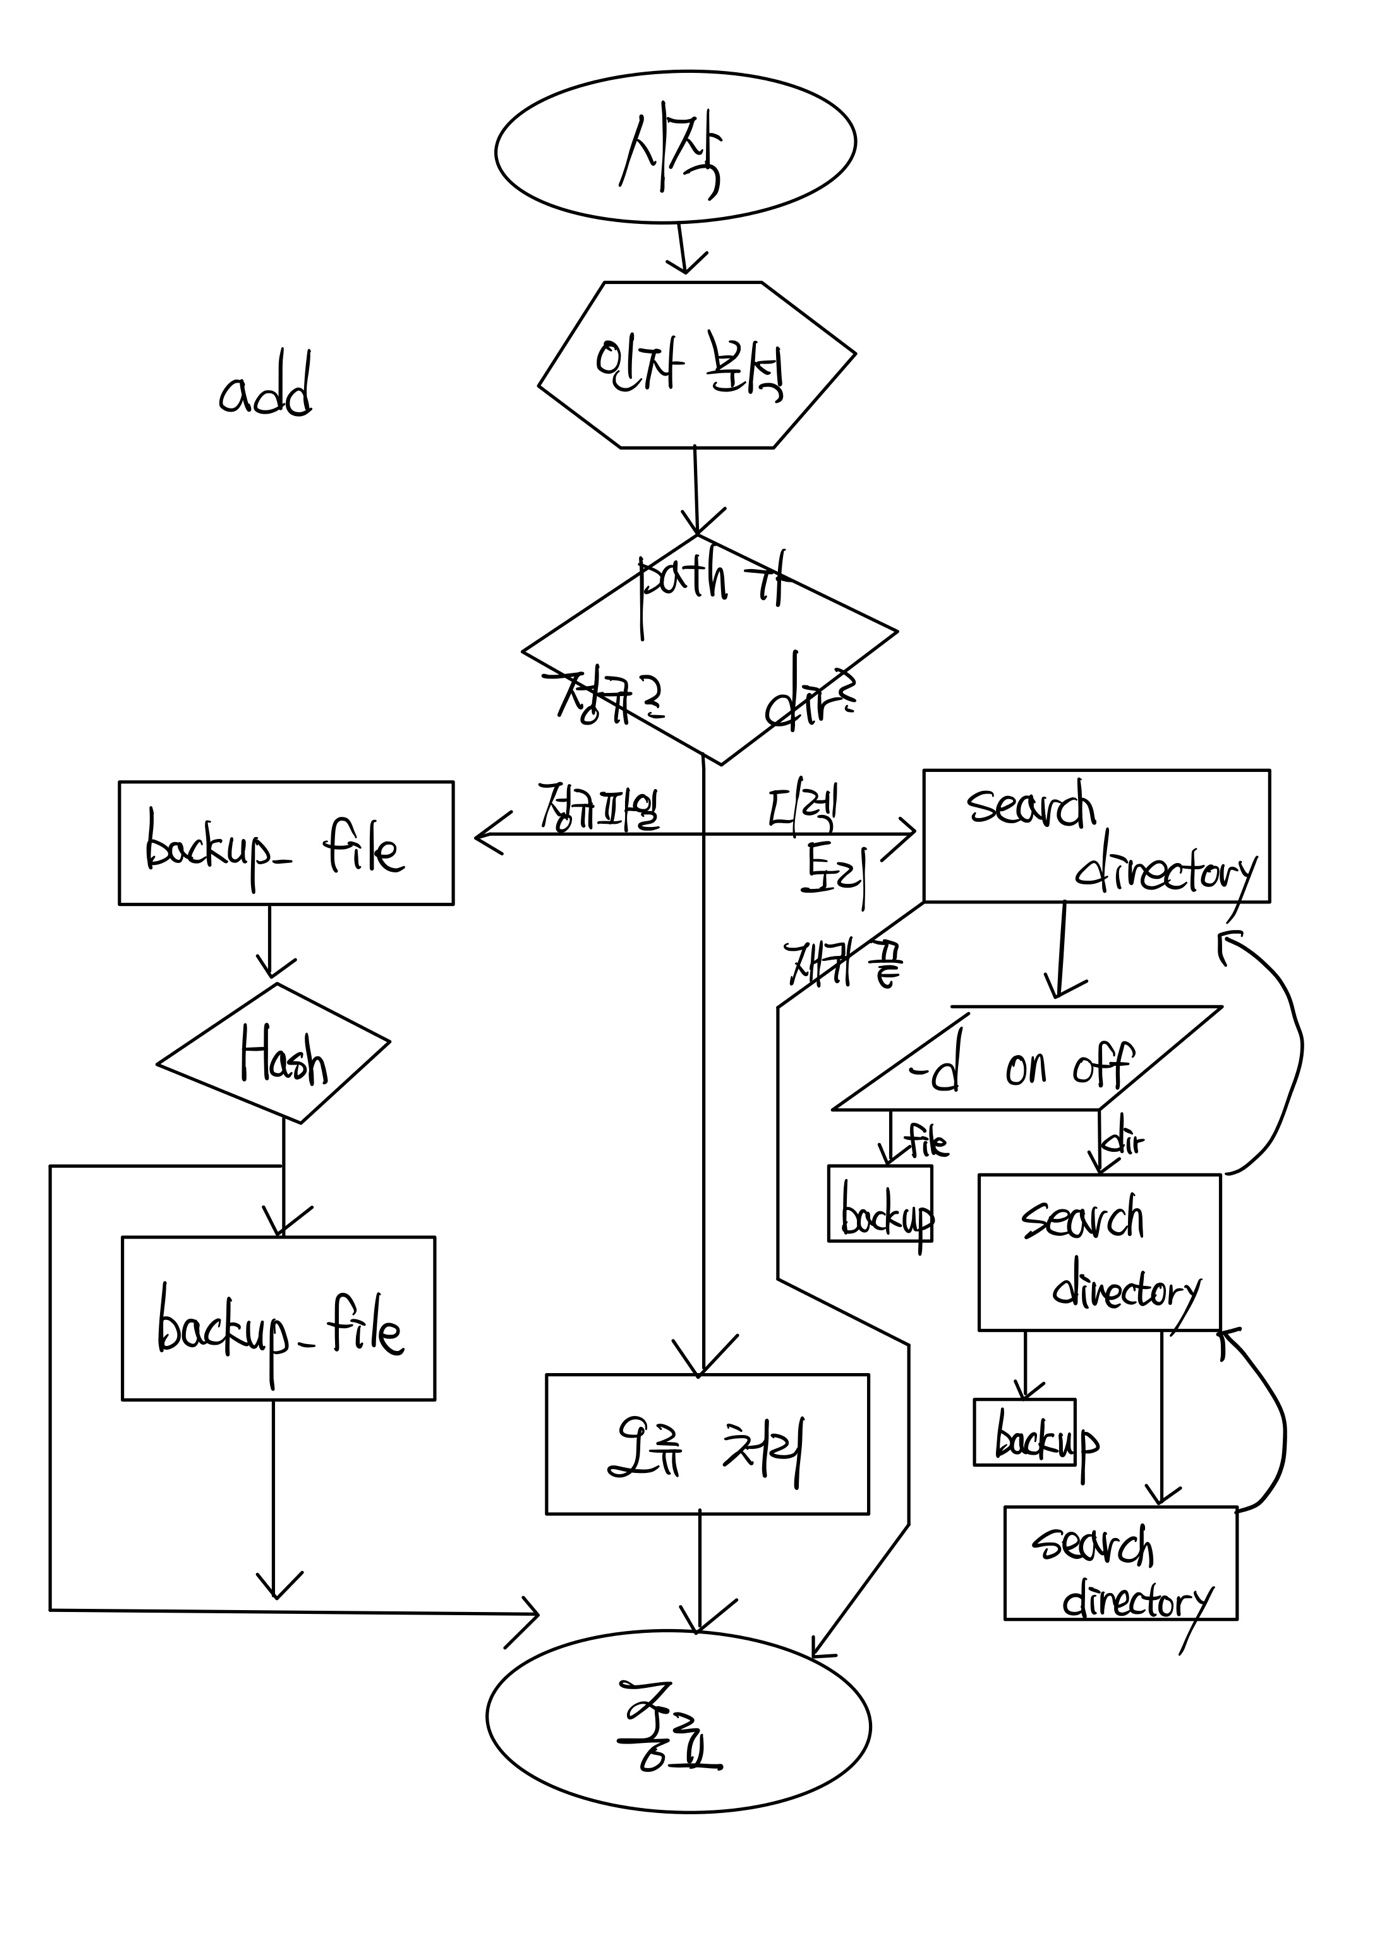 시작
인자 분석
add
path 가
정규로
dir로
정규파일
디렉
토리
backup_ file
search
directory
재귀 끝
Hash
-d on off
file
dir
backup
search
directory
backup_file
오류 처리
backup
search
directory
종료